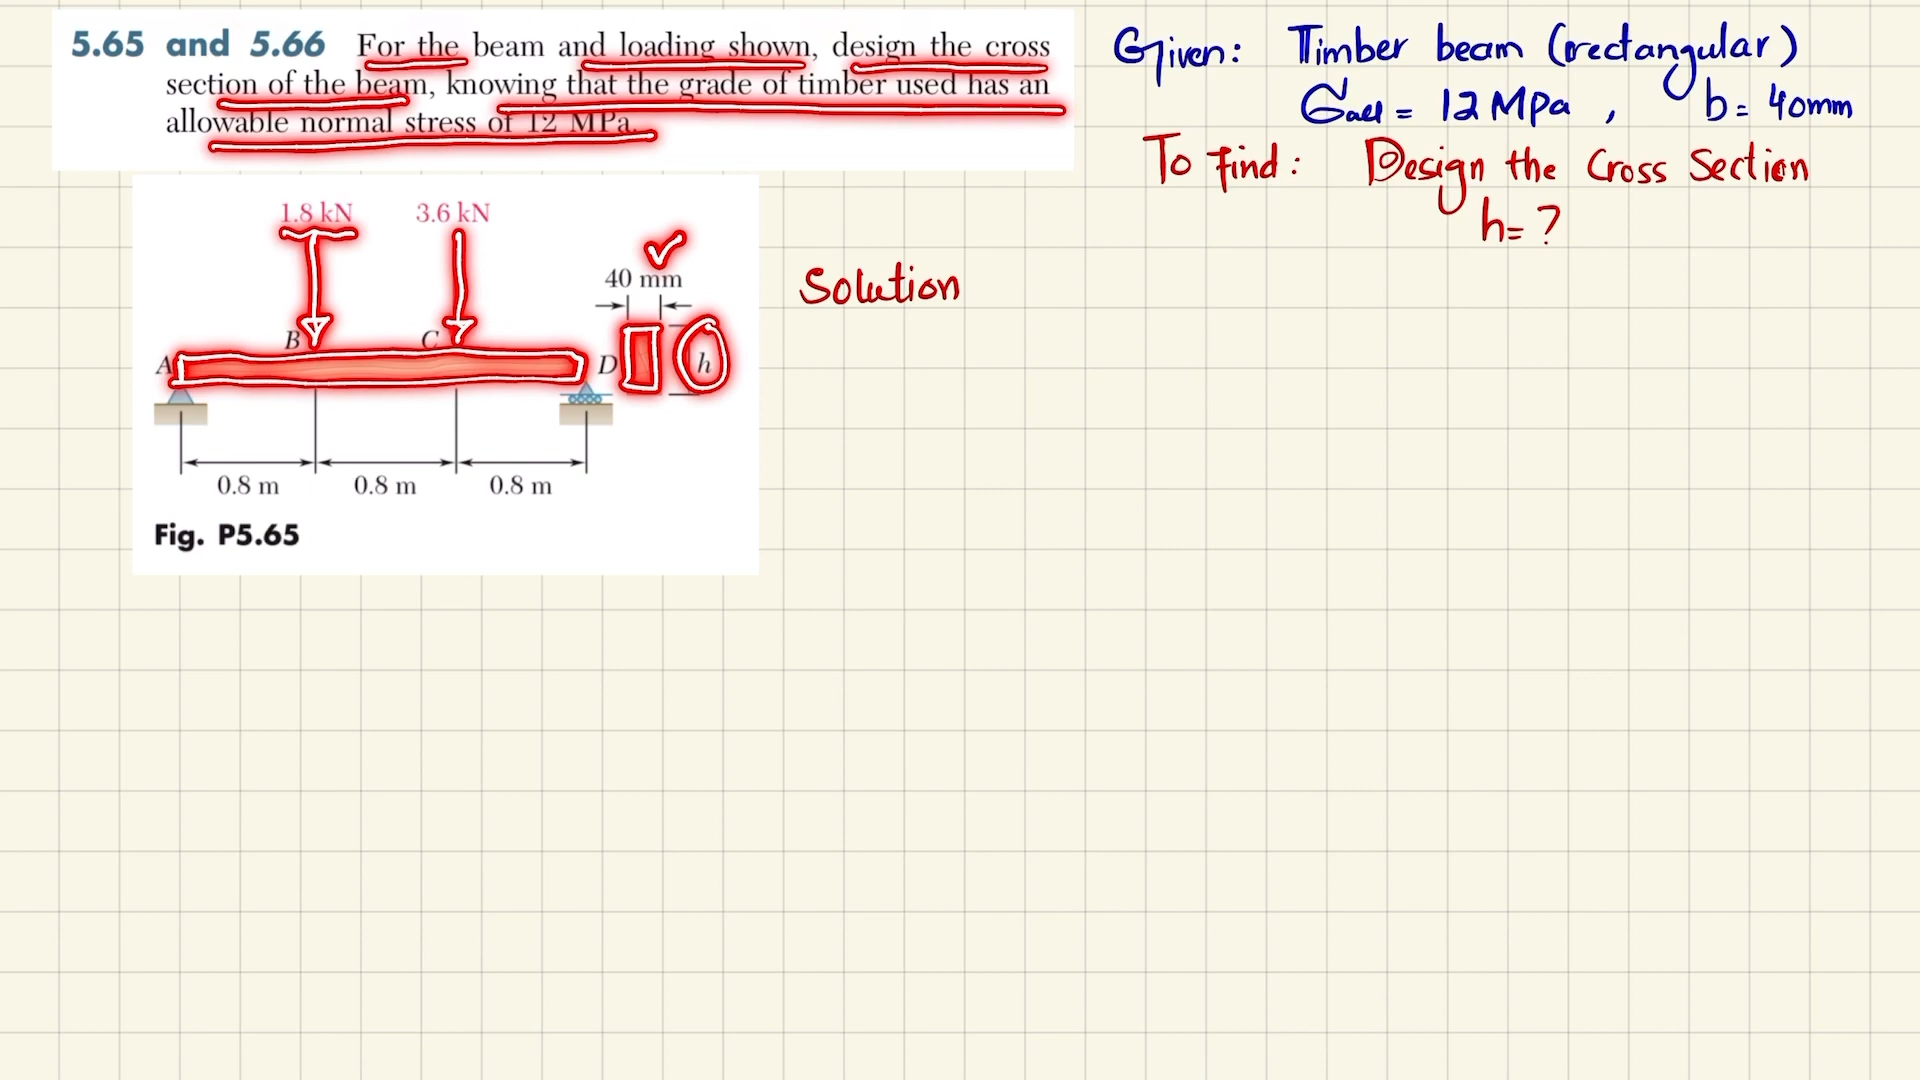 5.65 and 5.66 For the beam and loading shown, design the cross
section of the beam, knowing that the grade of timber used has an
allowable normal stress of 12 MPa.
Given: Timber beam (rectangular)
σall = 12 MPa , b = 40mm
To find: Design the Cross Section
h = ?
1.8 kN 3.6 kN
40 mm
Solution
B C
A D h
0.8 m 0.8 m 0.8 m
Fig. P5.65